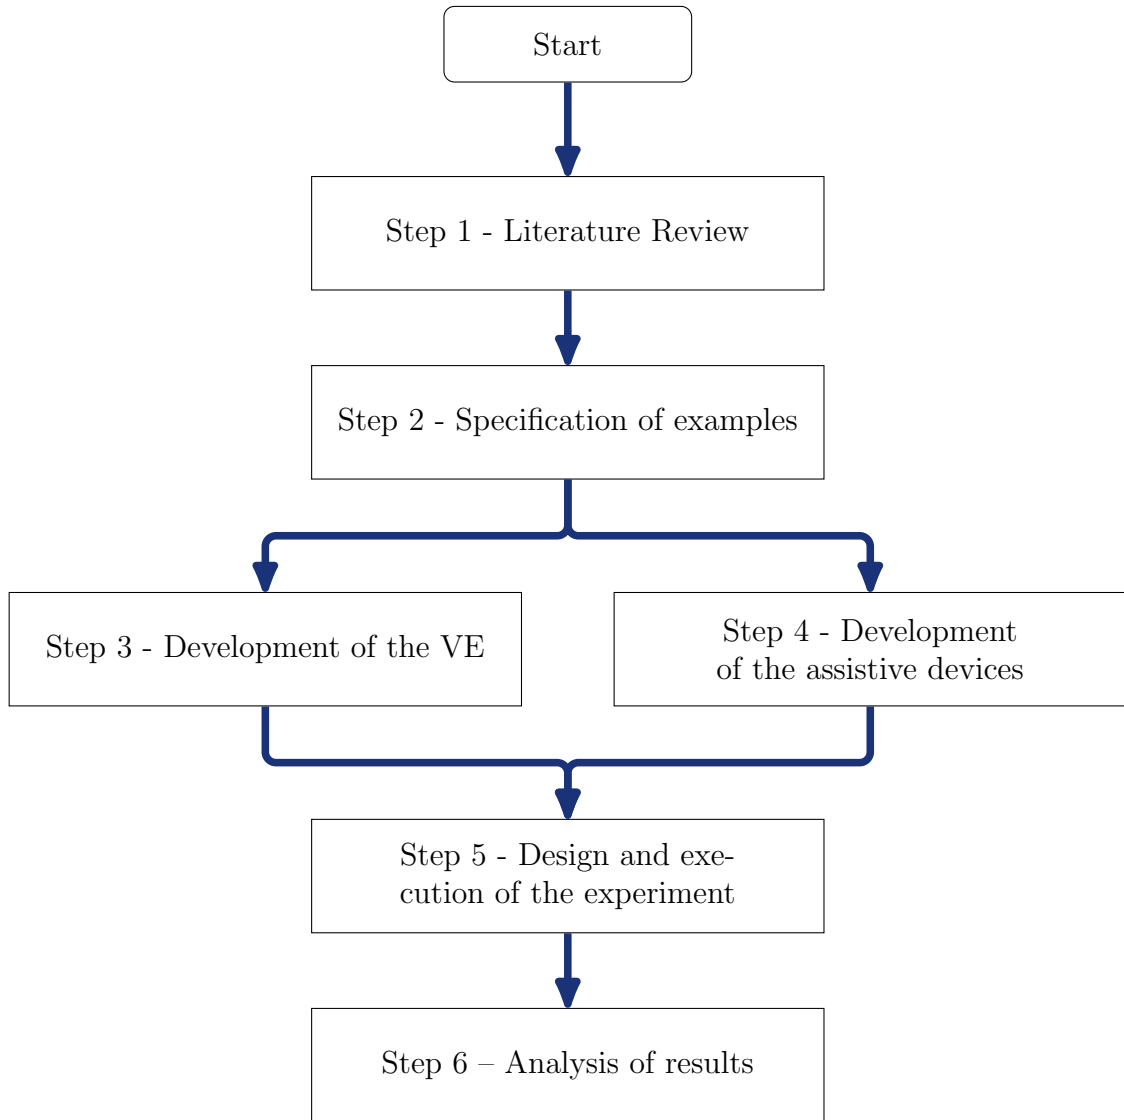 Start
Step 1 - Literature Review
Step 2 - Specification of examples
Step 3 - Development of the VE
Step 4 - Development
of the assistive devices
Step 5 - Design and exe-
cution of the experiment
Step 6 – Analysis of results